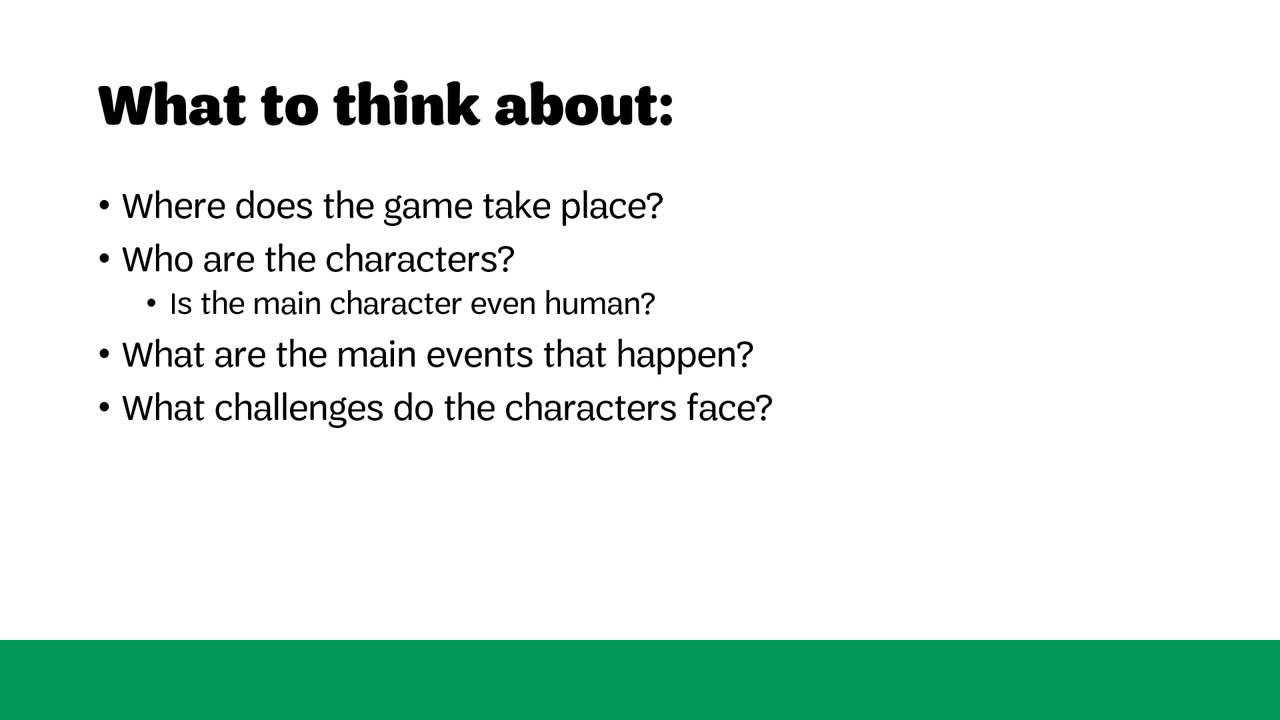 What to think about:
• Where does the game take place?
• Who are the characters?
• Is the main character even human?
• What are the main events that happen?
• What challenges do the characters face?